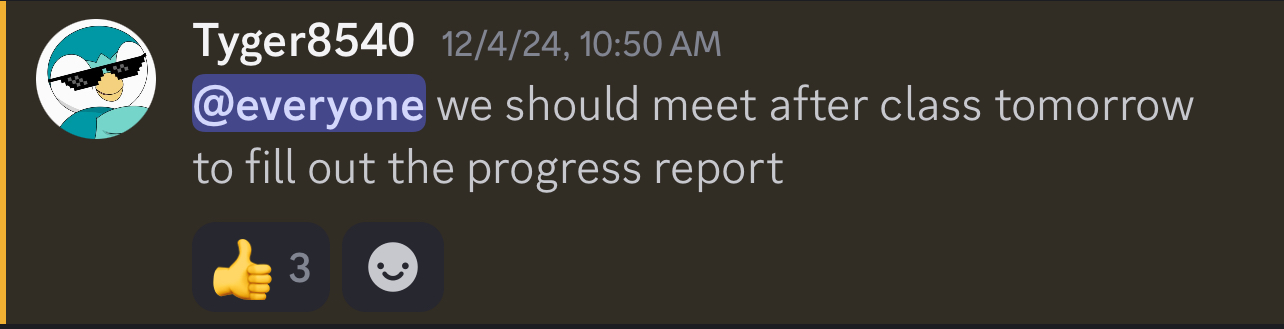 Tyger8540 12/4/24, 10:50 AM
@everyone we should meet after class tomorrow
to fill out the progress report
👍 3